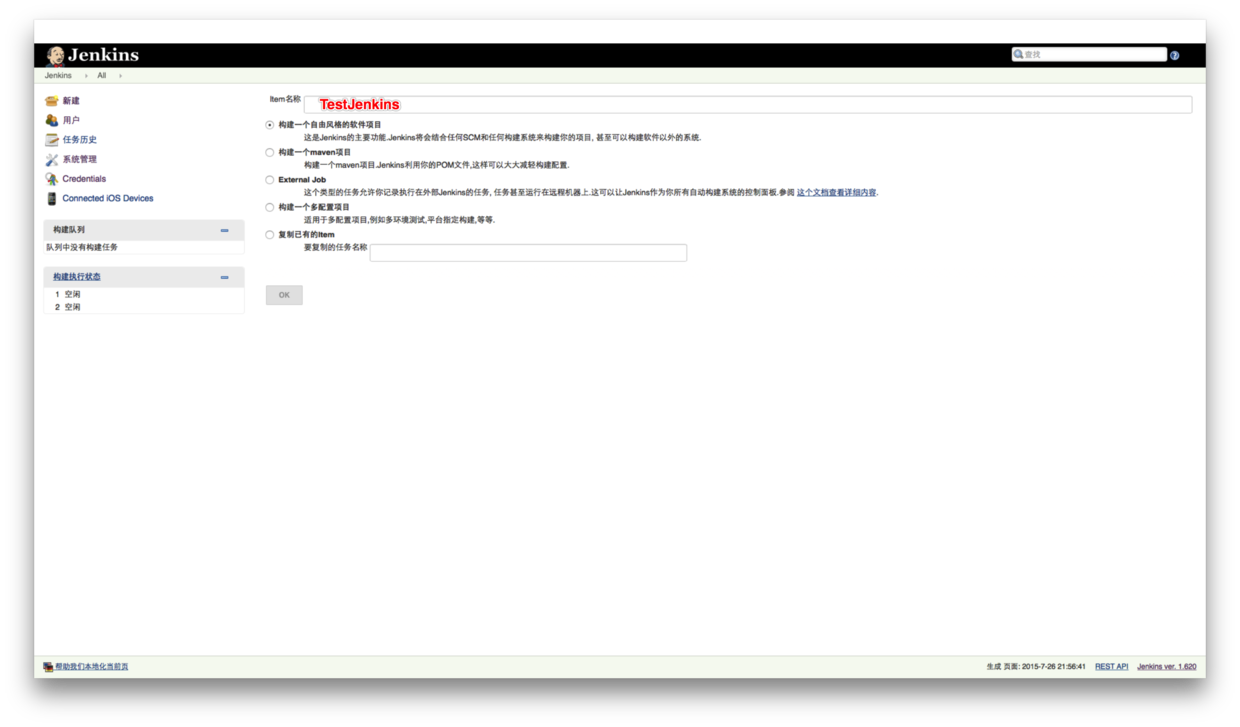 Jenkins
查找
Jenkins › All ›
新建
用户
任务历史
系统管理
Credentials
Connected iOS Devices
构建队列
队列中没有构建任务
构建执行状态
1 空闲
2 空闲
Item名称 TestJenkins
构建一个自由风格的软件项目
这是Jenkins的主要功能.Jenkins将会结合任何SCM和任何构建系统来构建你的项目, 甚至可以构建软件以外的系统.
构建一个maven项目
构建一个maven项目.Jenkins利用你的POM文件,这样可以大大减轻构建配置.
External Job
这个类型的任务允许你记录执行在外部Jenkins的任务, 任务甚至运行在远程机器上.这可以让Jenkins作为你所有自动构建系统的控制面板.参阅 这个文档查看详细内容.
构建一个多配置项目
适用于多配置项目,例如多环境测试,平台指定构建,等等.
复制已有的Item
要复制的任务名称
OK
帮助我们本地化当前页
生成 页面: 2015-7-26 21:56:41 REST API Jenkins ver. 1.620